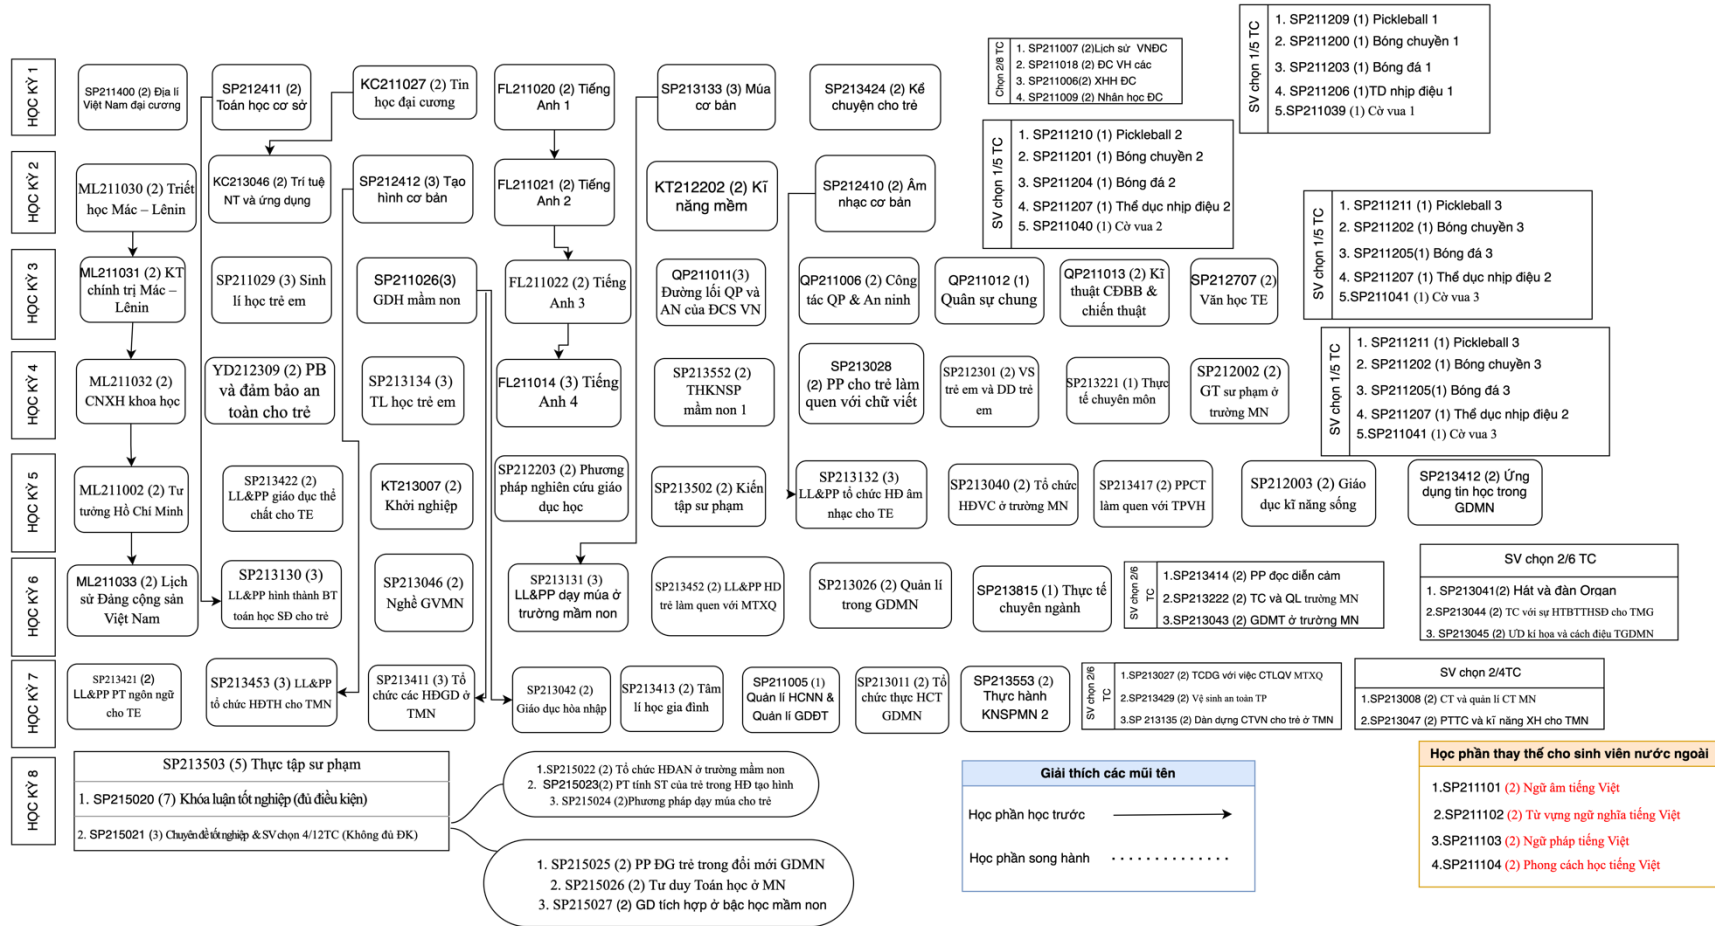 HỌC KỲ 1
SP211400 (2) Địa lí
Việt Nam đại cương
SP212411 (2)
Toán học cơ sở
KC211027 (2) Tin
học đại cương
FL211020 (2) Tiếng
Anh 1
SP213133 (3) Múa
cơ bản
SP213424 (2) Kể
chuyện cho trẻ
Chọn 2/8 TC
1. SP211007 (2)Lịch sử VNĐC
2. SP211018 (2) ĐC VH các
3. SP211006(2) XHH ĐC
4. SP211009 (2) Nhân học ĐC
SV chọn 1/5 TC
1. SP211209 (1) Pickleball 1
2. SP211200 (1) Bóng chuyền 1
3. SP211203 (1) Bóng đá 1
4. SP211206 (1)TD nhịp điệu 1
5.SP211039 (1) Cờ vua 1
HỌC KỲ 2
ML211030 (2) Triết
học Mác – Lênin
KC213046 (2) Trí tuệ
NT và ứng dụng
SP212412 (3) Tạo
hình cơ bản
FL211021 (2) Tiếng
Anh 2
KT212202 (2) Kĩ
năng mềm
SP212410 (2) Âm
nhạc cơ bản
SV chọn 1/5 TC
1. SP211210 (1) Pickleball 2
2. SP211201 (1) Bóng chuyền 2
3. SP211204 (1) Bóng đá 2
4. SP211207 (1) Thể dục nhịp điệu 2
5. SP211040 (1) Cờ vua 2
HỌC KỲ 3
ML211031 (2) KT
chính trị Mác –
Lênin
SP211029 (3) Sinh
lí học trẻ em
SP211026(3)
GDH mầm non
FL211022 (2) Tiếng
Anh 3
QP211011(3)
Đường lối QP và
AN của ĐCS VN
QP211006 (2) Công
tác QP & An ninh
QP211012 (1)
Quân sự chung
QP211013 (2) Kĩ
thuật CĐBB &
chiến thuật
SP212707 (2)
Văn học TE
SV chọn 1/5 TC
1. SP211211 (1) Pickleball 3
2. SP211202 (1) Bóng chuyền 3
3. SP211205(1) Bóng đá 3
4. SP211207 (1) Thể dục nhịp điệu 2
5.SP211041 (1) Cờ vua 3
HỌC KỲ 4
ML211032 (2)
CNXH khoa học
YD212309 (2) PB
và đảm bảo an
toàn cho trẻ
SP213134 (3)
TL học trẻ em
FL211014 (3) Tiếng
Anh 4
SP213552 (2)
THKNSP
mầm non 1
SP213028
(2) PP cho trẻ làm
quen với chữ viết
SP212301 (2) VS
trẻ em và DD trẻ
em
SP213221 (1) Thực
tế chuyên môn
SP212002 (2)
GT sư phạm ở
trường MN
SV chọn 1/5 TC
1. SP211211 (1) Pickleball 3
2. SP211202 (1) Bóng chuyền 3
3. SP211205(1) Bóng đá 3
4. SP211207 (1) Thể dục nhịp điệu 2
5.SP211041 (1) Cờ vua 3
HỌC KỲ 5
ML211002 (2) Tư
tưởng Hồ Chí Minh
SP213422 (2)
LL&PP giáo dục thể
chất cho TE
KT213007 (2)
Khởi nghiệp
SP212203 (2) Phương
pháp nghiên cứu giáo
dục học
SP213502 (2) Kiến
tập sư phạm
SP213132 (3)
LL&PP tổ chức HĐ âm
nhạc cho TE
SP213040 (2) Tổ chức
HĐVC ở trường MN
SP213417 (2) PPCT
làm quen với TPVH
SP212003 (2) Giáo
dục kĩ năng sống
SP213412 (2) Ứng
dụng tin học trong
GDMN
HỌC KỲ 6
ML211033 (2) Lịch
sử Đảng cộng sản
Việt Nam
SP213130 (3)
LL&PP hình thành BT
toán học SĐ cho trẻ
SP213046 (2)
Nghề GVMN
SP213131 (3)
LL&PP dạy múa ở
trường mầm non
SP213452 (2) LL&PP HD
trẻ làm quen với MTXQ
SP213026 (2) Quản lí
trong GDMN
SP213815 (1) Thực tế
chuyên ngành
SV chọn 2/6
TC
1.SP213414 (2) PP đọc diễn cảm
2.SP213222 (2) TC và QL trường MN
3.SP213043 (2) GDMT ở trường MN
SV chọn 2/6 TC
1. SP213041(2) Hát và đàn Organ
2.SP213044 (2) TC với sự HTBTTHSĐ cho TMG
3. SP213045 (2) ƯD kí họa và cách điệu TGDMN
HỌC KỲ 7
SP213421 (2)
LL&PP PT ngôn ngữ
cho TE
SP213453 (3) LL&PP
tổ chức HĐTH cho TMN
SP213411 (3) Tổ
chức các HĐGD ở
TMN
SP213042 (2)
Giáo dục hòa nhập
SP213413 (2) Tâm
lí học gia đình
SP211005 (1)
Quản lí HCNN &
Quản lí GDĐT
SP213011 (2) Tổ
chức thực HCT
GDMN
SP213553 (2)
Thực hành
KNSPMN 2
SV chọn 2/6
TC
1.SP213027 (2) TCDG với việc CTLQV MTXQ
2.SP213429 (2) Vệ sinh an toàn TP
3.SP 213135 (2) Dàn dựng CTVN cho trẻ ở TMN
SV chọn 2/4TC
1.SP213008 (2) CT và quản lí CT MN
2.SP213047 (2) PTTC và kĩ năng XH cho TMN
HỌC KỲ 8
SP213503 (5) Thực tập sư phạm
1. SP215020 (7) Khóa luận tốt nghiệp (đủ điều kiện)
2. SP215021 (3) Chuyên đề tốt nghiệp & SV chọn 4/12TC (Không đủ ĐK)
1.SP215022 (2) Tổ chức HĐAN ở trường mầm non
2. SP215023(2) PT tính ST của trẻ trong HĐ tạo hình
3. SP215024 (2)Phương pháp dạy múa cho trẻ
1. SP215025 (2) PP ĐG trẻ trong đổi mới GDMN
2. SP215026 (2) Tư duy Toán học ở MN
3. SP215027 (2) GD tích hợp ở bậc học mầm non
Giải thích các mũi tên
Học phần học trước
Học phần song hành
Học phần thay thế cho sinh viên nước ngoài
1.SP211101 (2) Ngữ âm tiếng Việt
2.SP211102 (2) Từ vựng ngữ nghĩa tiếng Việt
3.SP211103 (2) Ngữ pháp tiếng Việt
4.SP211104 (2) Phong cách học tiếng Việt